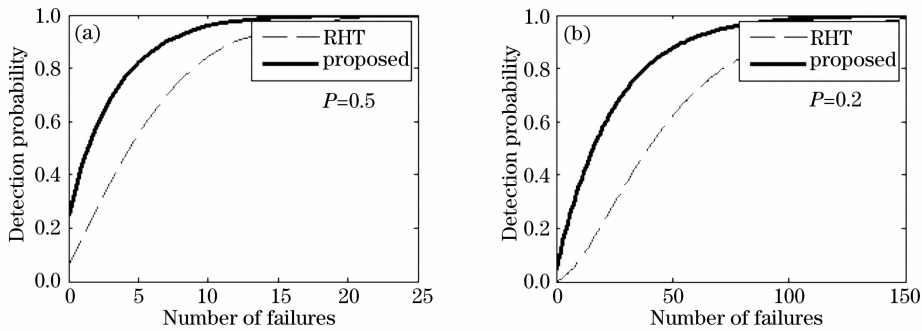 (a)
RHT
proposed
P=0.5
Detection probability
1.0
0.8
0.6
0.4
0.2
0.0
0 5 10 15 20 25
Number of failures
(b)
RHT
proposed
P=0.2
Detection probability
1.0
0.8
0.6
0.4
0.2
0.0
0 50 100 150
Number of failures